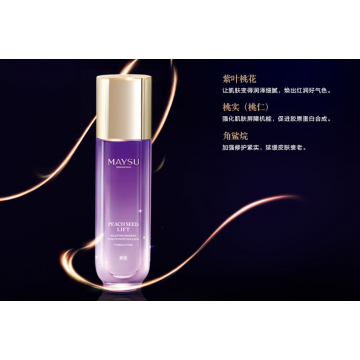 MAYSU
PEACH SEED
LIFT
紫叶桃花
让肌肤变得润泽细腻，焕出红润好气色。
桃实（桃仁）
强化肌肤屏障机能，促进胶原蛋白合成。
角鲨烷
加强修护紧实，延缓皮肤衰老。